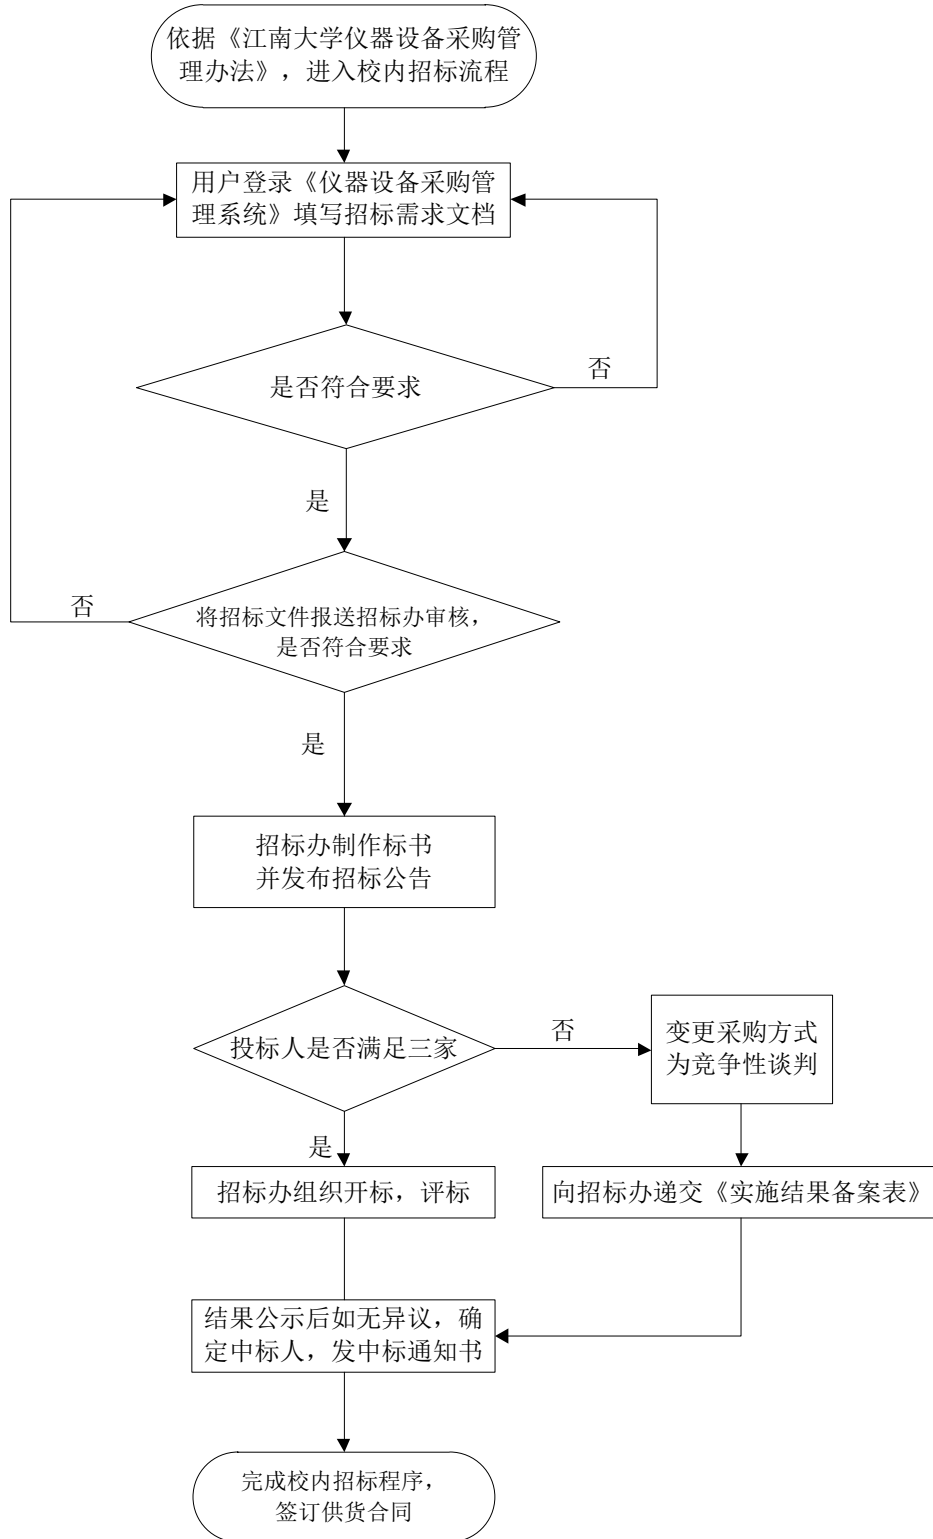 依据《江南大学仪器设备采购管
理办法》，进入校内招标流程
用户登录《仪器设备采购管
理系统》填写招标需求文档
是否符合要求
否
是
否
将招标文件报送招标办审核，
是否符合要求
是
招标办制作标书
并发布招标公告
投标人是否满足三家
否
变更采购方式
为竞争性谈判
是
招标办组织开标，评标
向招标办递交《实施结果备案表》
结果公示后如无异议，确
定中标人，发中标通知书
完成校内招标程序，
签订供货合同